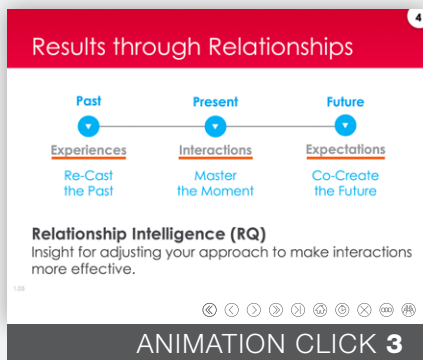 4
Results through Relationships
Past Present Future
Experiences Interactions Expectations
Re-Cast Master Co-Create
the Past the Moment the Future
Relationship Intelligence (RQ)
Insight for adjusting your approach to make interactions
more effective.
ANIMATION CLICK 3